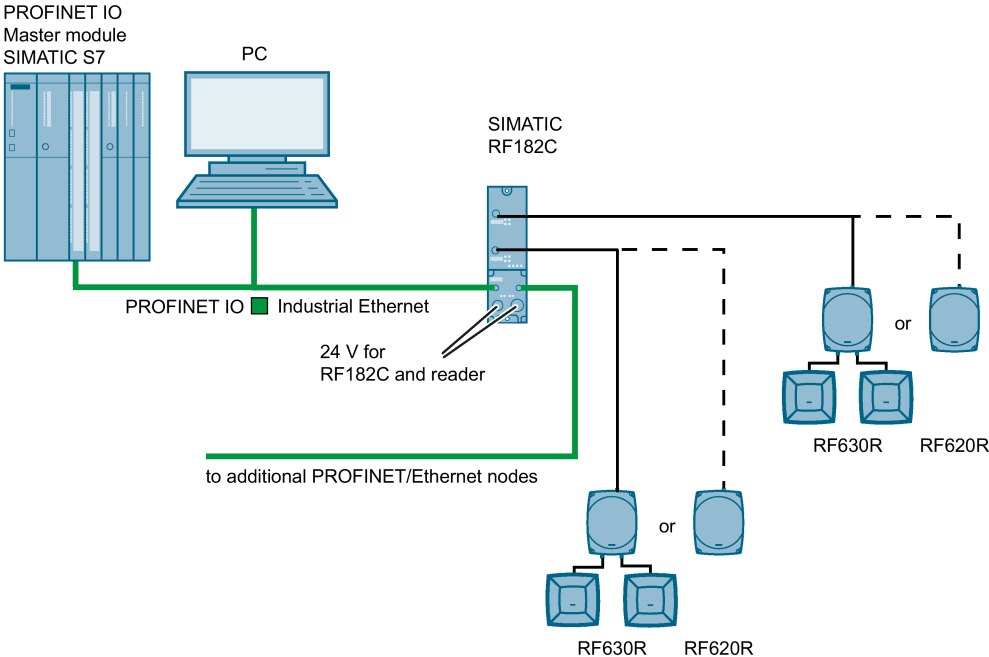 PROFINET IO
Master module
SIMATIC S7
PC
SIMATIC
RF182C
PROFINET IO
Industrial Ethernet
24 V for
RF182C and reader
or
RF630R
RF620R
to additional PROFINET/Ethernet nodes
or
RF630R
RF620R